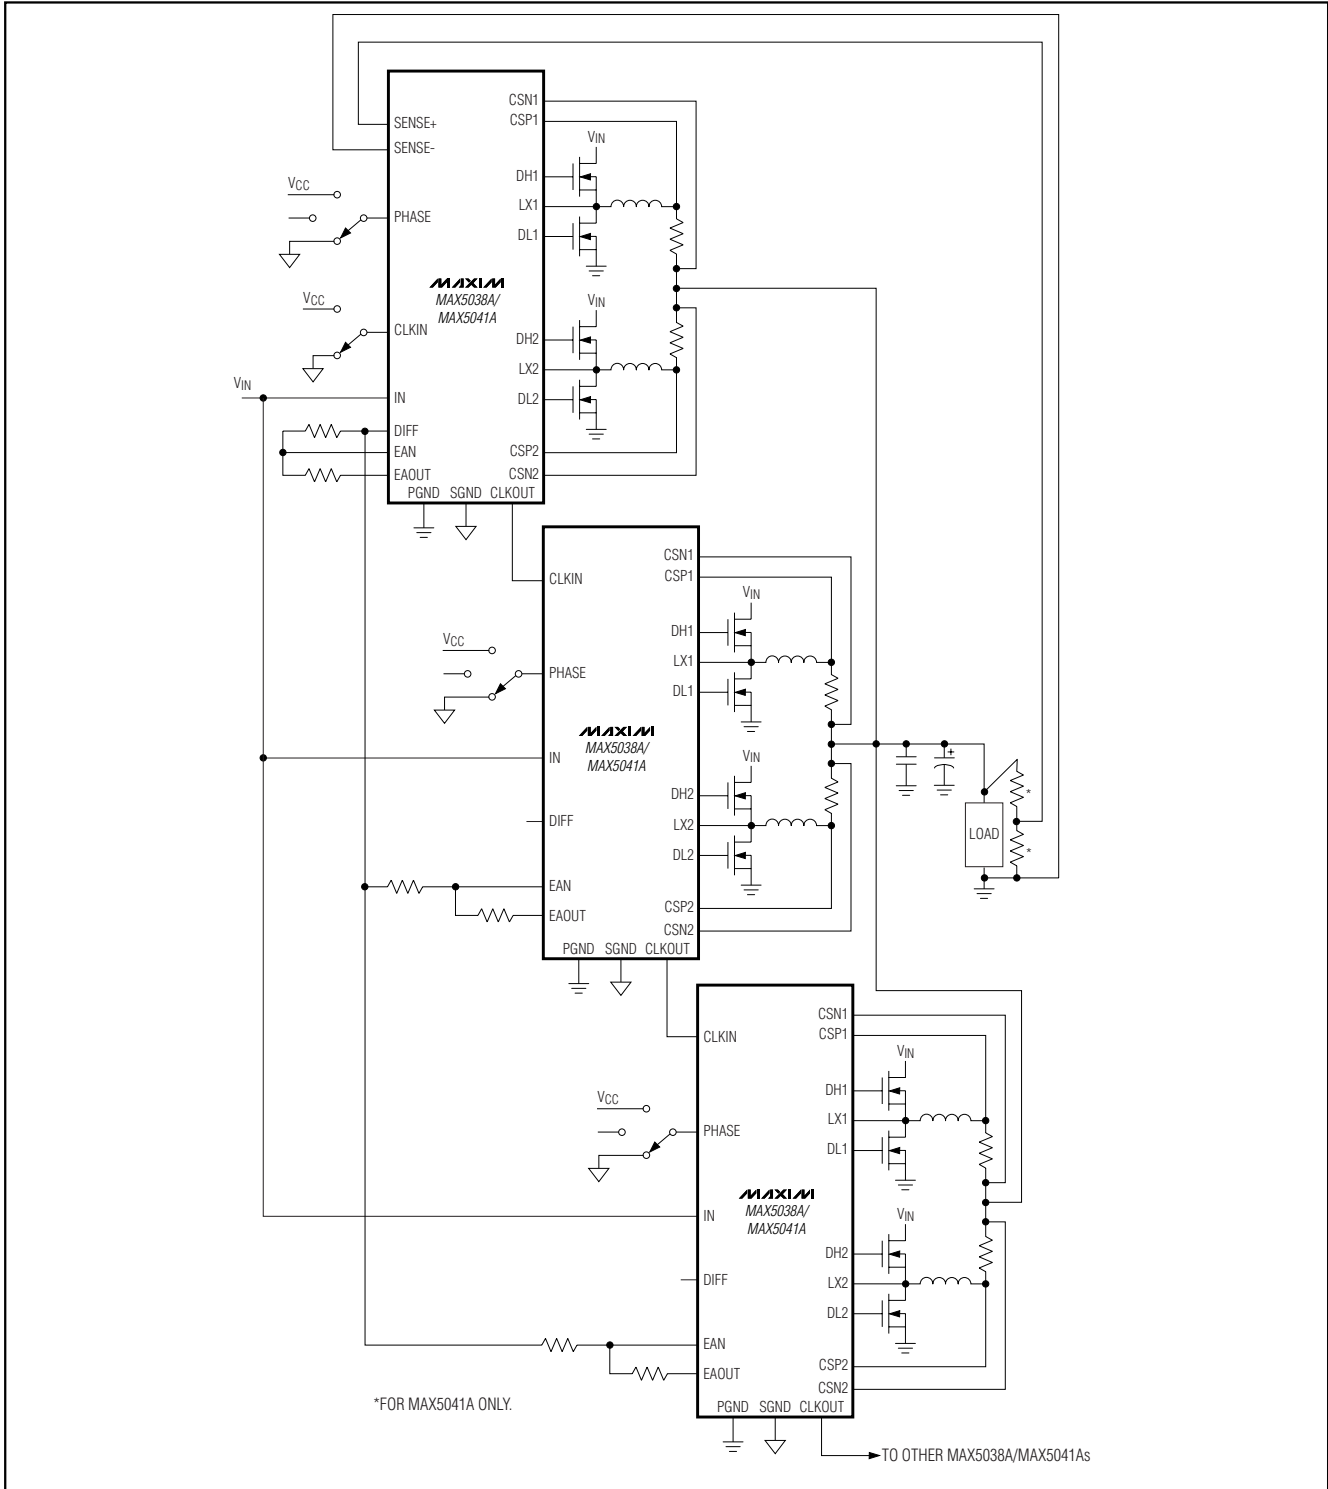 CSN1
CSP1
SENSE+
SENSE-
VIN
DH1
VCC
LX1
PHASE
DL1
MAXIM
MAX5038A/
MAX5041A
VCC
VIN
CLKIN
DH2
LX2
VIN
IN
DL2
DIFF
EAN
CSP2
EAOUT
CSN2
PGND SGND CLKOUT
CSN1
CLKIN
CSP1
VIN
DH1
VCC
LX1
PHASE
DL1
MAXIM
MAX5038A/
MAX5041A
IN
VIN
DH2
*
DIFF
LX2
LOAD
DL2
*
EAN
CSP2
EAOUT
CSN2
PGND SGND CLKOUT
CSN1
CLKIN
CSP1
VIN
DH1
VCC
LX1
PHASE
DL1
MAXIM
MAX5038A/
MAX5041A
IN
VIN
DH2
DIFF
LX2
DL2
EAN
CSP2
EAOUT
CSN2
*FOR MAX5041A ONLY.
PGND SGND CLKOUT
TO OTHER MAX5038A/MAX5041As